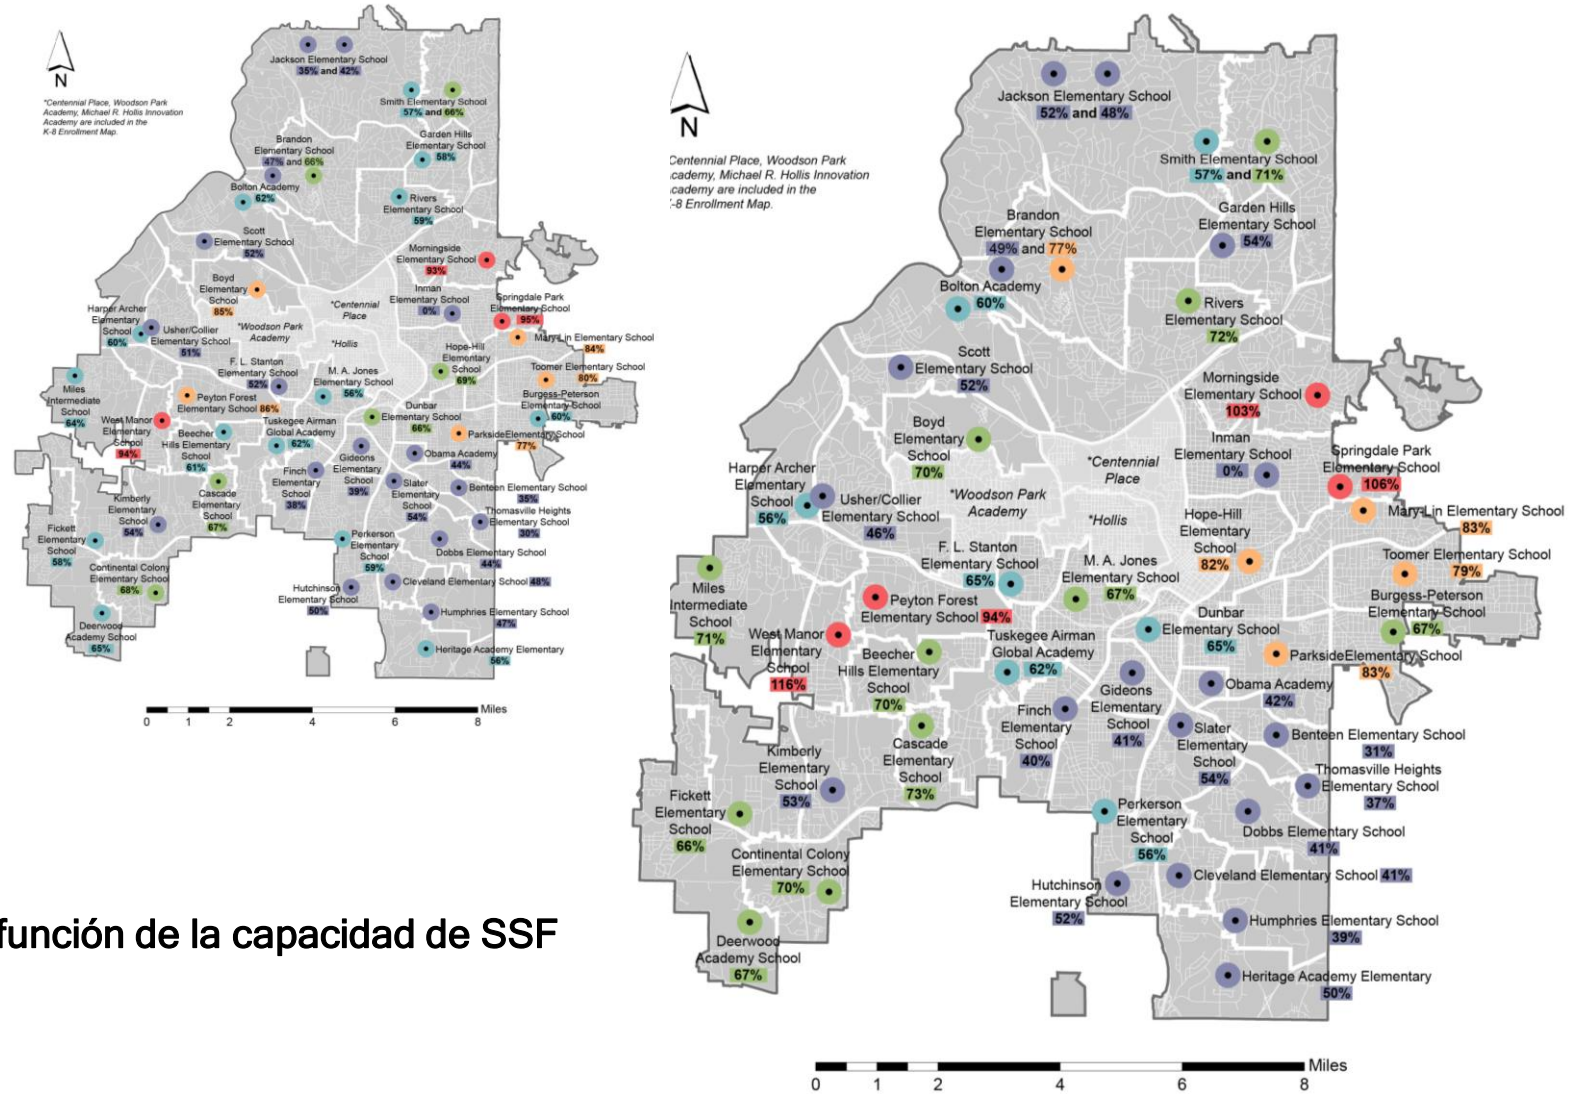 N
*Centennial Place, Woodson Park
Academy, Michael R. Hollis Innovation
Academy are included in the
K-8 Enrollment Map.
Jackson Elementary School
35% and 42%
Smith Elementary School
57% and 66%
Brandon
Elementary School
47% and 66%
Garden Hills
Elementary School
58%
Bolton Academy
62%
Rivers
Elementary School
59%
Scott
Elementary School
52%
Morningside
Elementary School
93%
Boyd
Elementary
School
85%
Inman
Elementary School
0%
*Centennial
Place
Springdale Park
Elementary School
95%
Harper Archer
Elementary
School
60%
Usher/Collier
Elementary School
51%
*Woodson Park
Academy
*Hollis
Mary-Lin Elementary School
84%
Hope-Hill
Elementary
School
69%
F. L. Stanton
Elementary School
52%
M. A. Jones
Elementary School
56%
Toomer Elementary School
80%
Miles
Intermediate
School
64%
Peyton Forest
Elementary School 86%
Burgess-Peterson
Elementary School
60%
West Manor
Elementary
School
94%
Beecher
Hills Elementary
School
61%
Tuskegee Airman
Global Academy
62%
Dunbar
Elementary School
66%
ParksideElementary School
77%
Gideons
Elementary
School
39%
Obama Academy
44%
Finch
Elementary
School
38%
Slater
Elementary
School
54%
Benteen Elementary School
35%
Cascade
Elementary
School
67%
Kimberly
Elementary
School
54%
Thomasville Heights
Elementary School
30%
Fickett
Elementary
School
58%
Perkerson
Elementary
School
59%
Dobbs Elementary School
44%
Continental Colony
Elementary School
68%
Hutchinson
Elementary School
50%
Cleveland Elementary School 48%
Humphries Elementary School
47%
Deerwood
Academy School
65%
Heritage Academy Elementary
56%
0 1 2 4 6 8 Miles
función de la capacidad de SSF
N
Centennial Place, Woodson Park
cademy, Michael R. Hollis Innovation
cademy are included in the
-8 Enrollment Map.
Jackson Elementary School
52% and 48%
Smith Elementary School
57% and 71%
Brandon
Elementary School
49% and 77%
Garden Hills
Elementary School
54%
Bolton Academy
60%
Rivers
Elementary School
72%
Scott
Elementary School
52%
Morningside
Elementary School
103%
Boyd
Elementary
School
70%
Inman
Elementary School
0%
*Centennial
Place
Springdale Park
Elementary School
106%
Harper Archer
Elementary
School
56%
Usher/Collier
Elementary School
46%
*Woodson Park
Academy
*Hollis
Mary-Lin Elementary School
83%
Hope-Hill
Elementary
School
82%
F. L. Stanton
Elementary School
65%
M. A. Jones
Elementary School
67%
Toomer Elementary School
79%
Miles
Intermediate
School
71%
Peyton Forest
Elementary School 94%
Burgess-Peterson
Elementary School
67%
West Manor
Elementary
School
116%
Beecher
Hills Elementary
School
70%
Tuskegee Airman
Global Academy
62%
Dunbar
Elementary School
65%
ParksideElementary School
83%
Gideons
Elementary
School
41%
Obama Academy
42%
Finch
Elementary
School
40%
Slater
Elementary
School
54%
Benteen Elementary School
31%
Cascade
Elementary
School
73%
Kimberly
Elementary
School
53%
Thomasville Heights
Elementary School
37%
Fickett
Elementary
School
66%
Perkerson
Elementary
School
56%
Dobbs Elementary School
41%
Continental Colony
Elementary School
70%
Hutchinson
Elementary School
52%
Cleveland Elementary School 41%
Humphries Elementary School
39%
Deerwood
Academy School
67%
Heritage Academy Elementary
50%
0 1 2 4 6 8 Miles